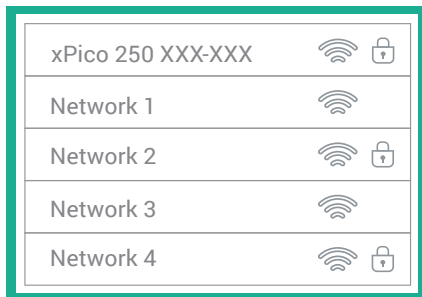 xPico 250 XXX-XXX
Network 1
Network 2
Network 3
Network 4